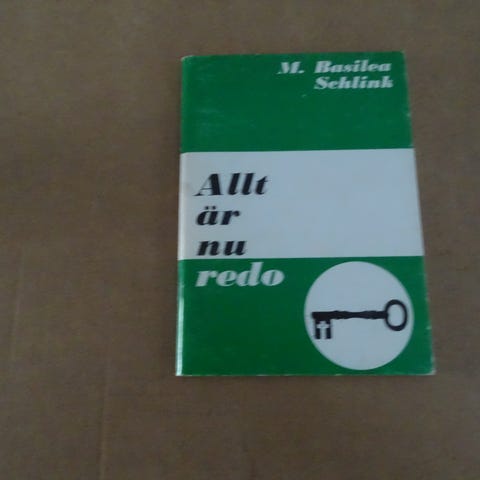 M. Basilea
Schlink
Allt
är
nu
redo